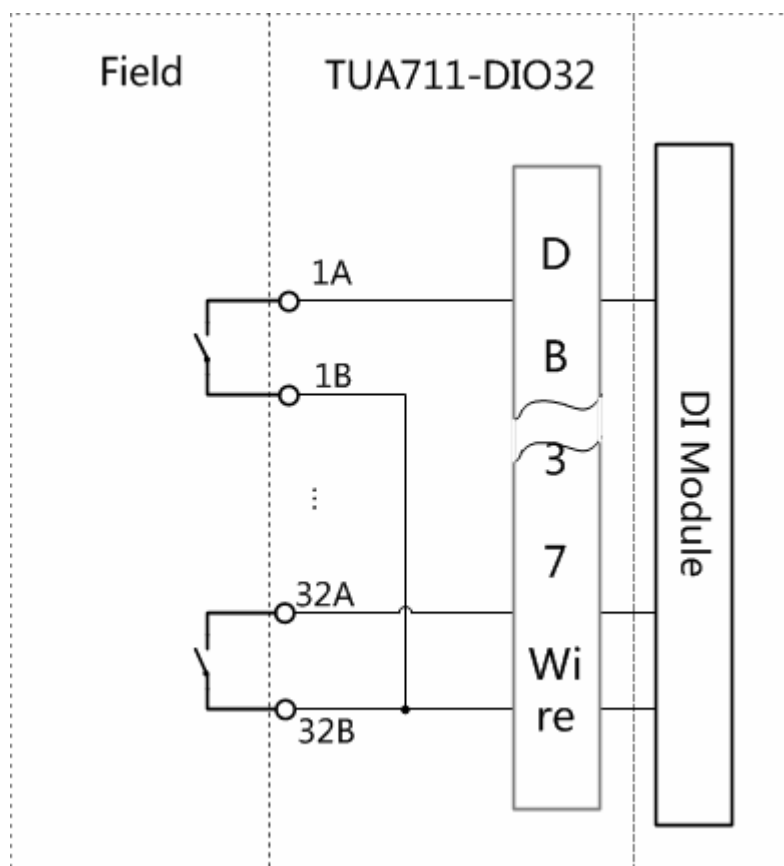 Field
TUA711-DIO32
1A
1B
...
32A
32B
D
B
3
7
Wi
re
DI Module